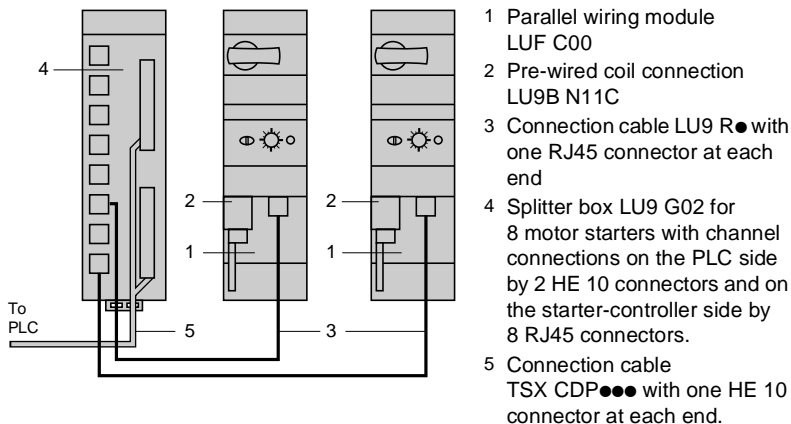 4
2
1
2
1
To
PLC
5
3
1 Parallel wiring module
LUF C00
2 Pre-wired coil connection
LU9B N11C
3 Connection cable LU9 R● with
one RJ45 connector at each
end
4 Splitter box LU9 G02 for
8 motor starters with channel
connections on the PLC side
by 2 HE 10 connectors and on
the starter-controller side by
8 RJ45 connectors.
5 Connection cable
TSX CDP●●● with one HE 10
connector at each end.